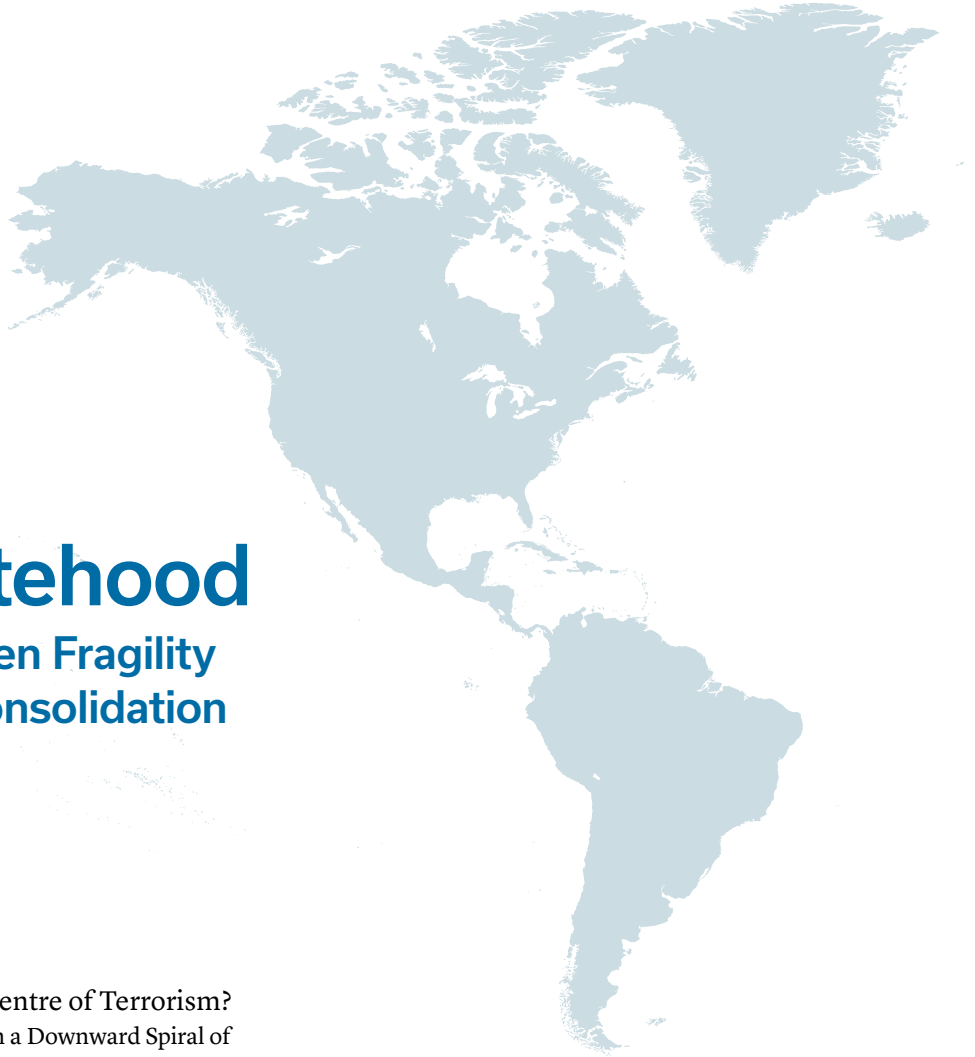 tehood
en Fragility
onsolidation
entre of Terrorism?
a Downward Spiral of